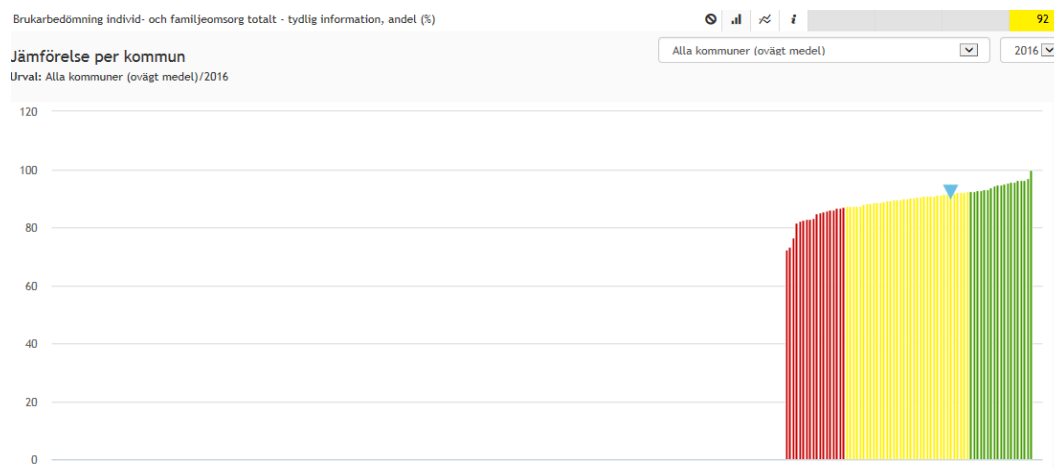 Brukarbedömning individ- och familjeomsorg totalt - tydlig information, andel (%)
i
92
Jämförelse per kommun
Alla kommuner (ovägt medel)
2016
Urval: Alla kommuner (ovägt medel)/2016
120
100
80
60
40
20
0